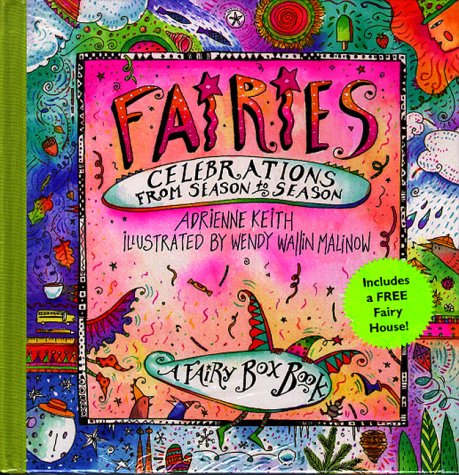 FAIRIES
CELEBRATIONS
FROM SEASON to SEASON
ADRIENNE KEITH
ILLUSTRATED BY WENDY WALLIN MALINOW
Includes
a FREE
Fairy
House!
A FAIRY BOX BOOK